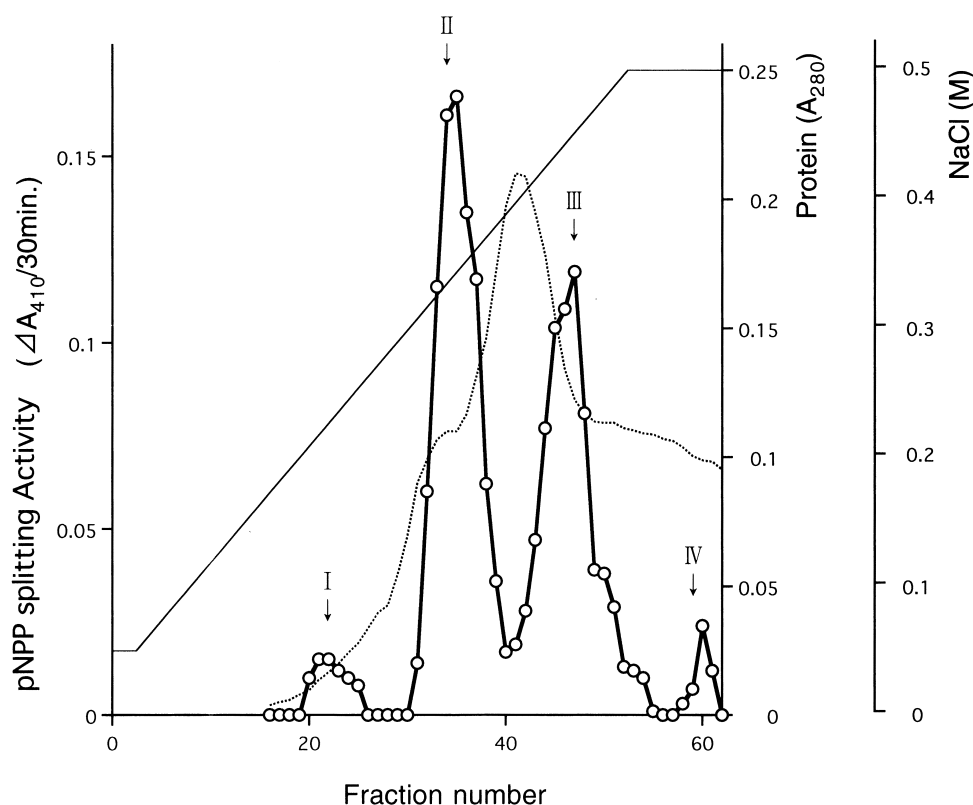 II
0.25
0.5
Protein (A280)
NaCl (M)
0.15
0.2
0.4
III
pNPP splitting Activity (ΔA410/30min.)
0.1
0.15
0.3
0.1
0.2
0.05
IV
I
0.05
0.1
0
0
0
0
20
40
60
Fraction number